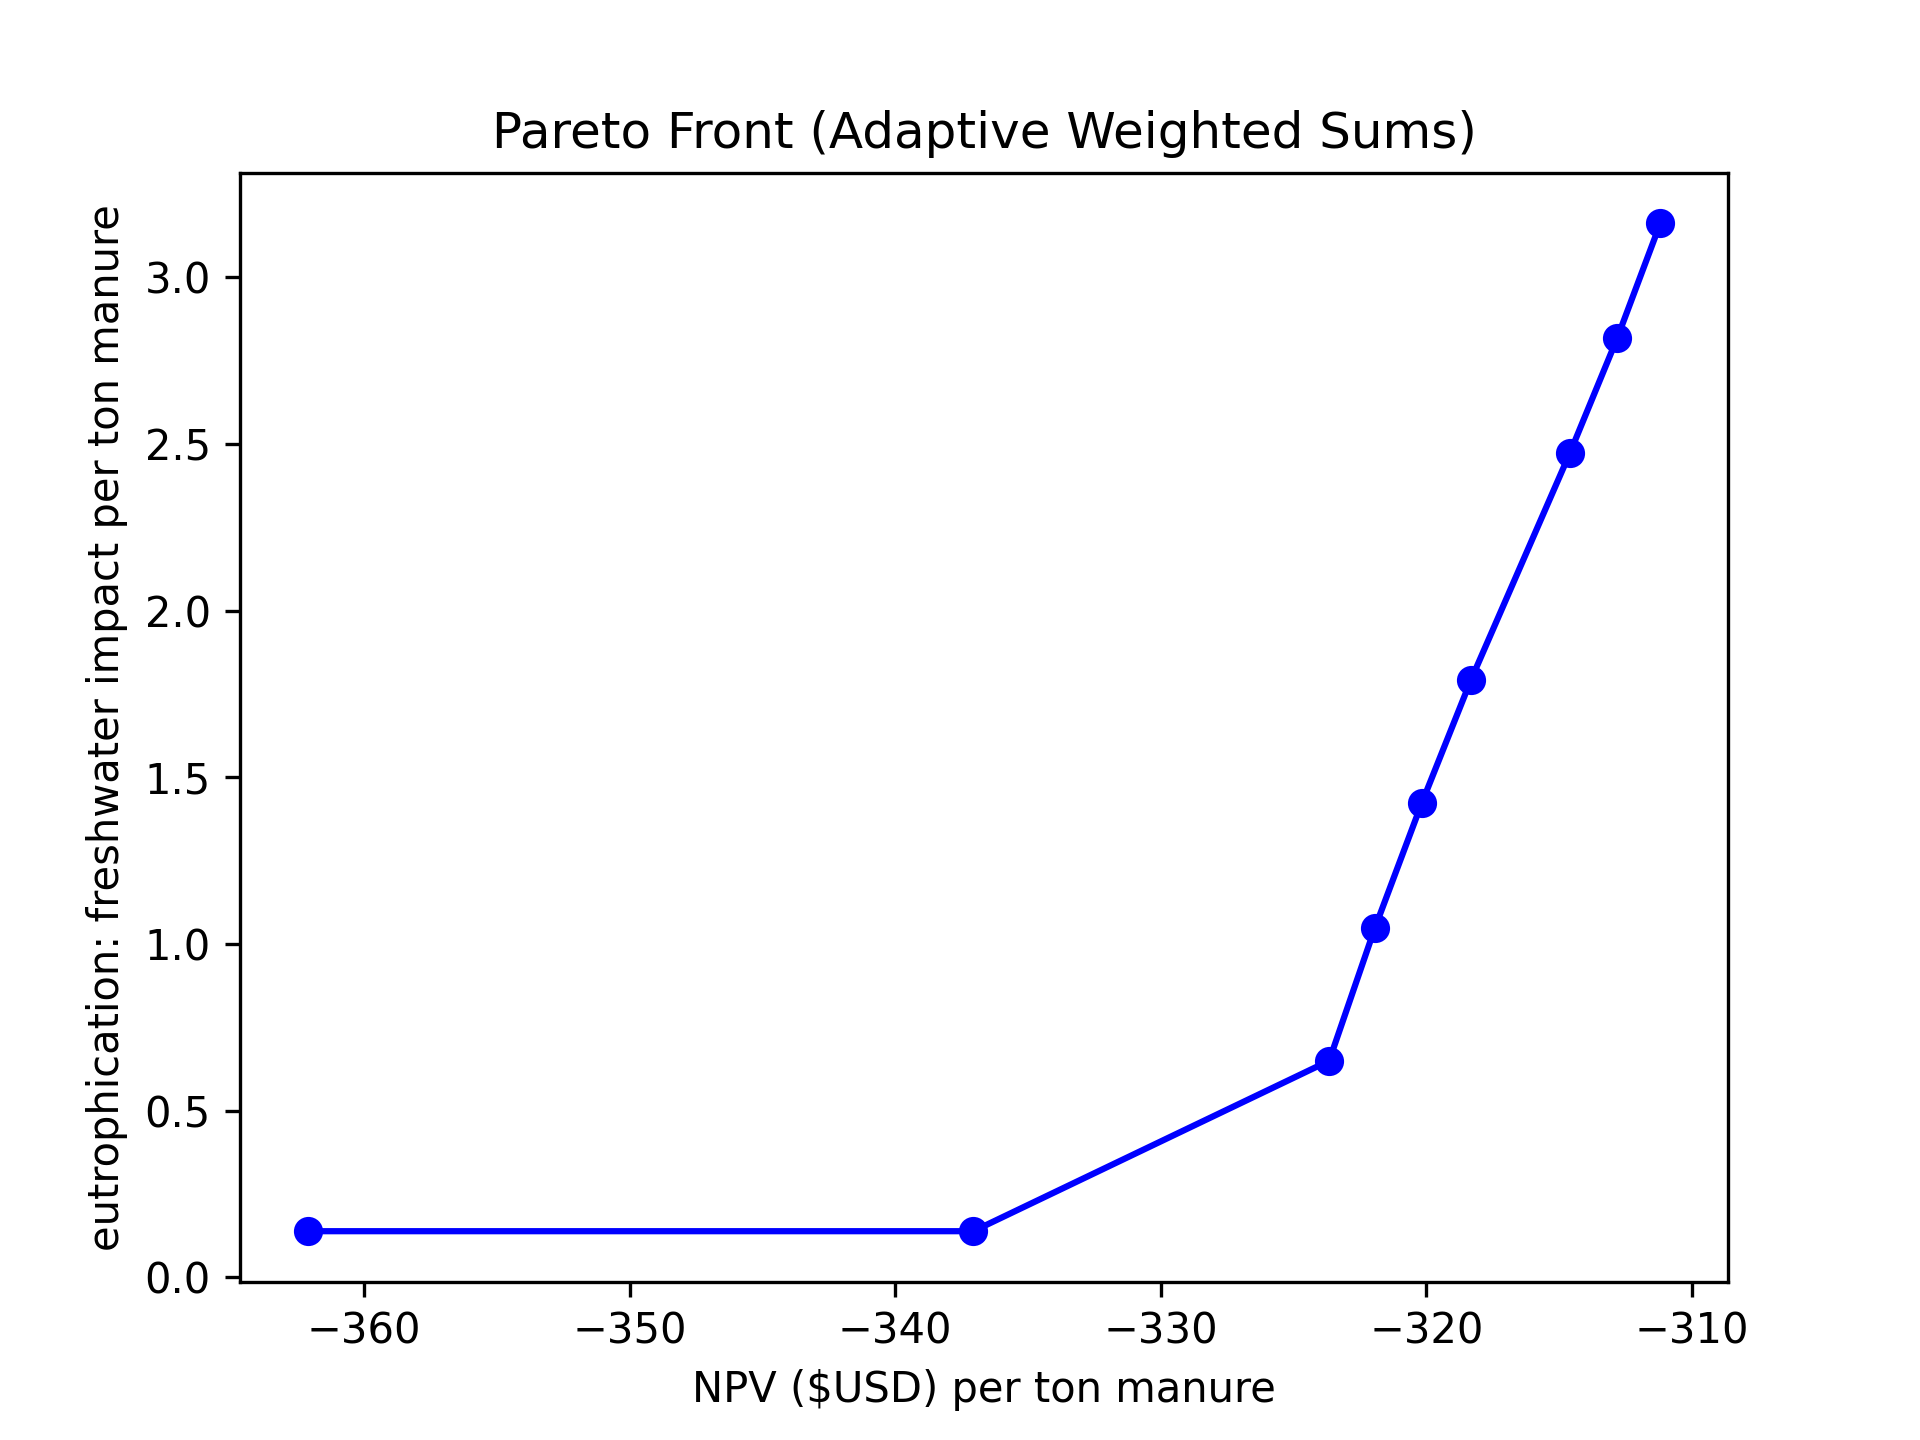 Pareto Front (Adaptive Weighted Sums)
eutrophication: freshwater impact per ton manure
3.0
2.5
2.0
1.5
1.0
0.5
0.0
−360 −350 −340 −330 −320 −310
NPV ($USD) per ton manure